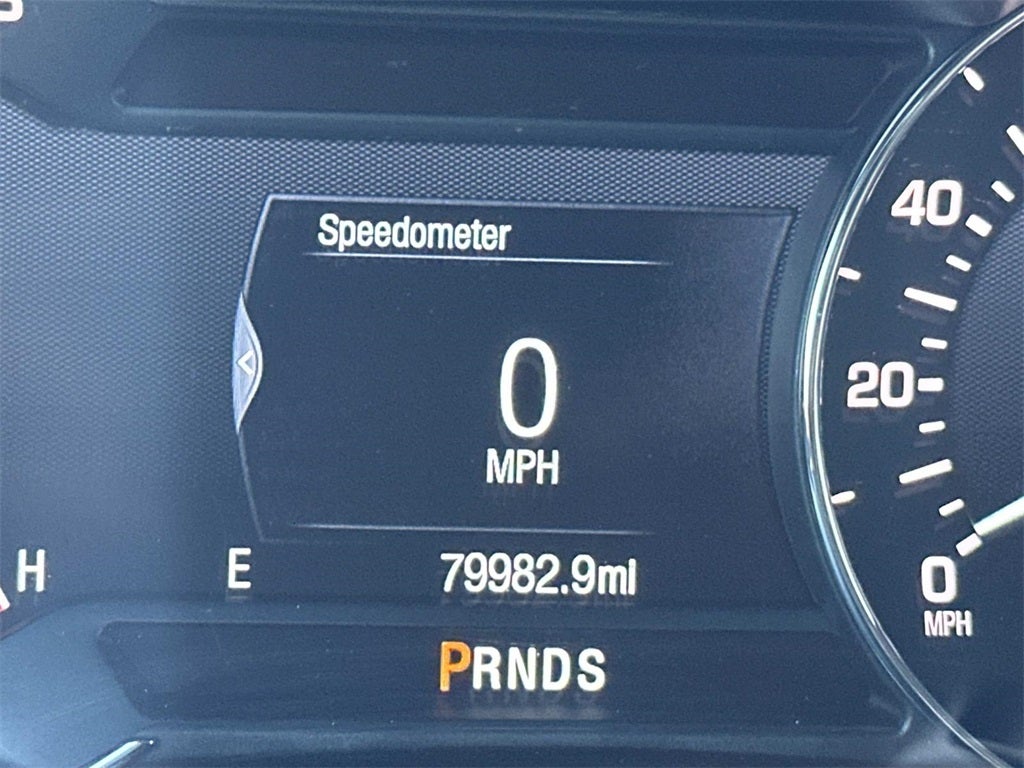 Speedometer
40
0
20
MPH
H
E
79982.9mi
0
MPH
PRNDS